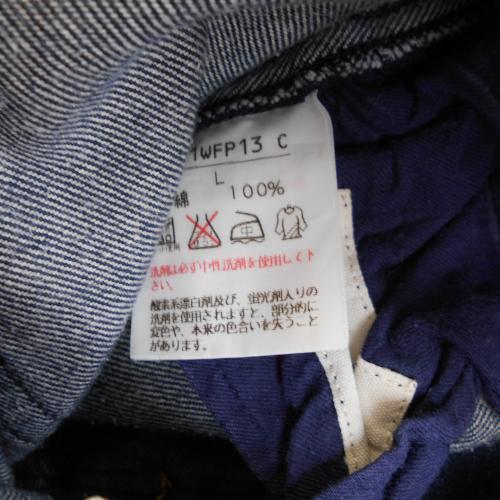 1WFP13 C
L
綿 100%
洗剤は必ず中性洗剤を使用して下
さい。
酸素系漂白剤及び、蛍光剤入りの
洗剤を使用されますと、部分的に
変色や、本来の色合いを失うこと
があります。